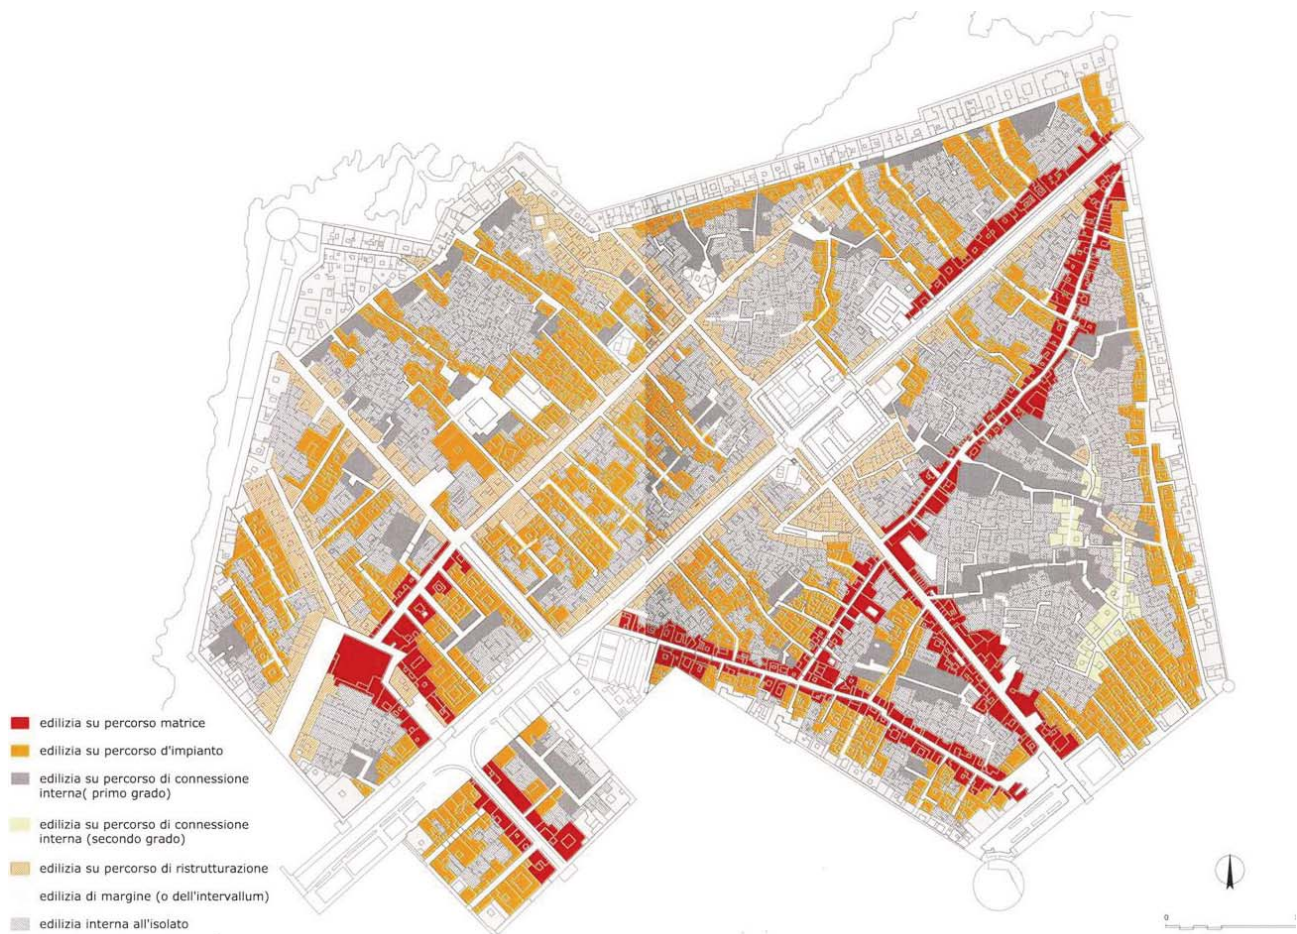 edilizia su percorso matrice
edilizia su percorso d'impianto
edilizia su percorso di connessione
interna( primo grado)
edilizia su percorso di connessione
interna (secondo grado)
edilizia su percorso di ristrutturazione
edilizia di margine (o dell'intervallum)
edilizia interna all'isolato
0